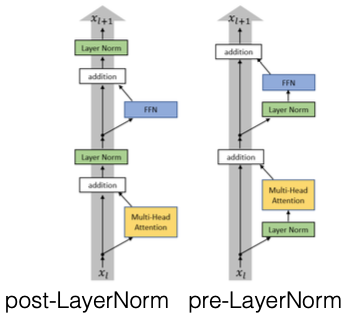 x_{l+1}
Layer Norm
addition
FFN
Layer Norm
addition
Multi-Head
Attention
x_l
post-LayerNorm
x_{l+1}
addition
FFN
Layer Norm
addition
Multi-Head
Attention
Layer Norm
x_l
pre-LayerNorm